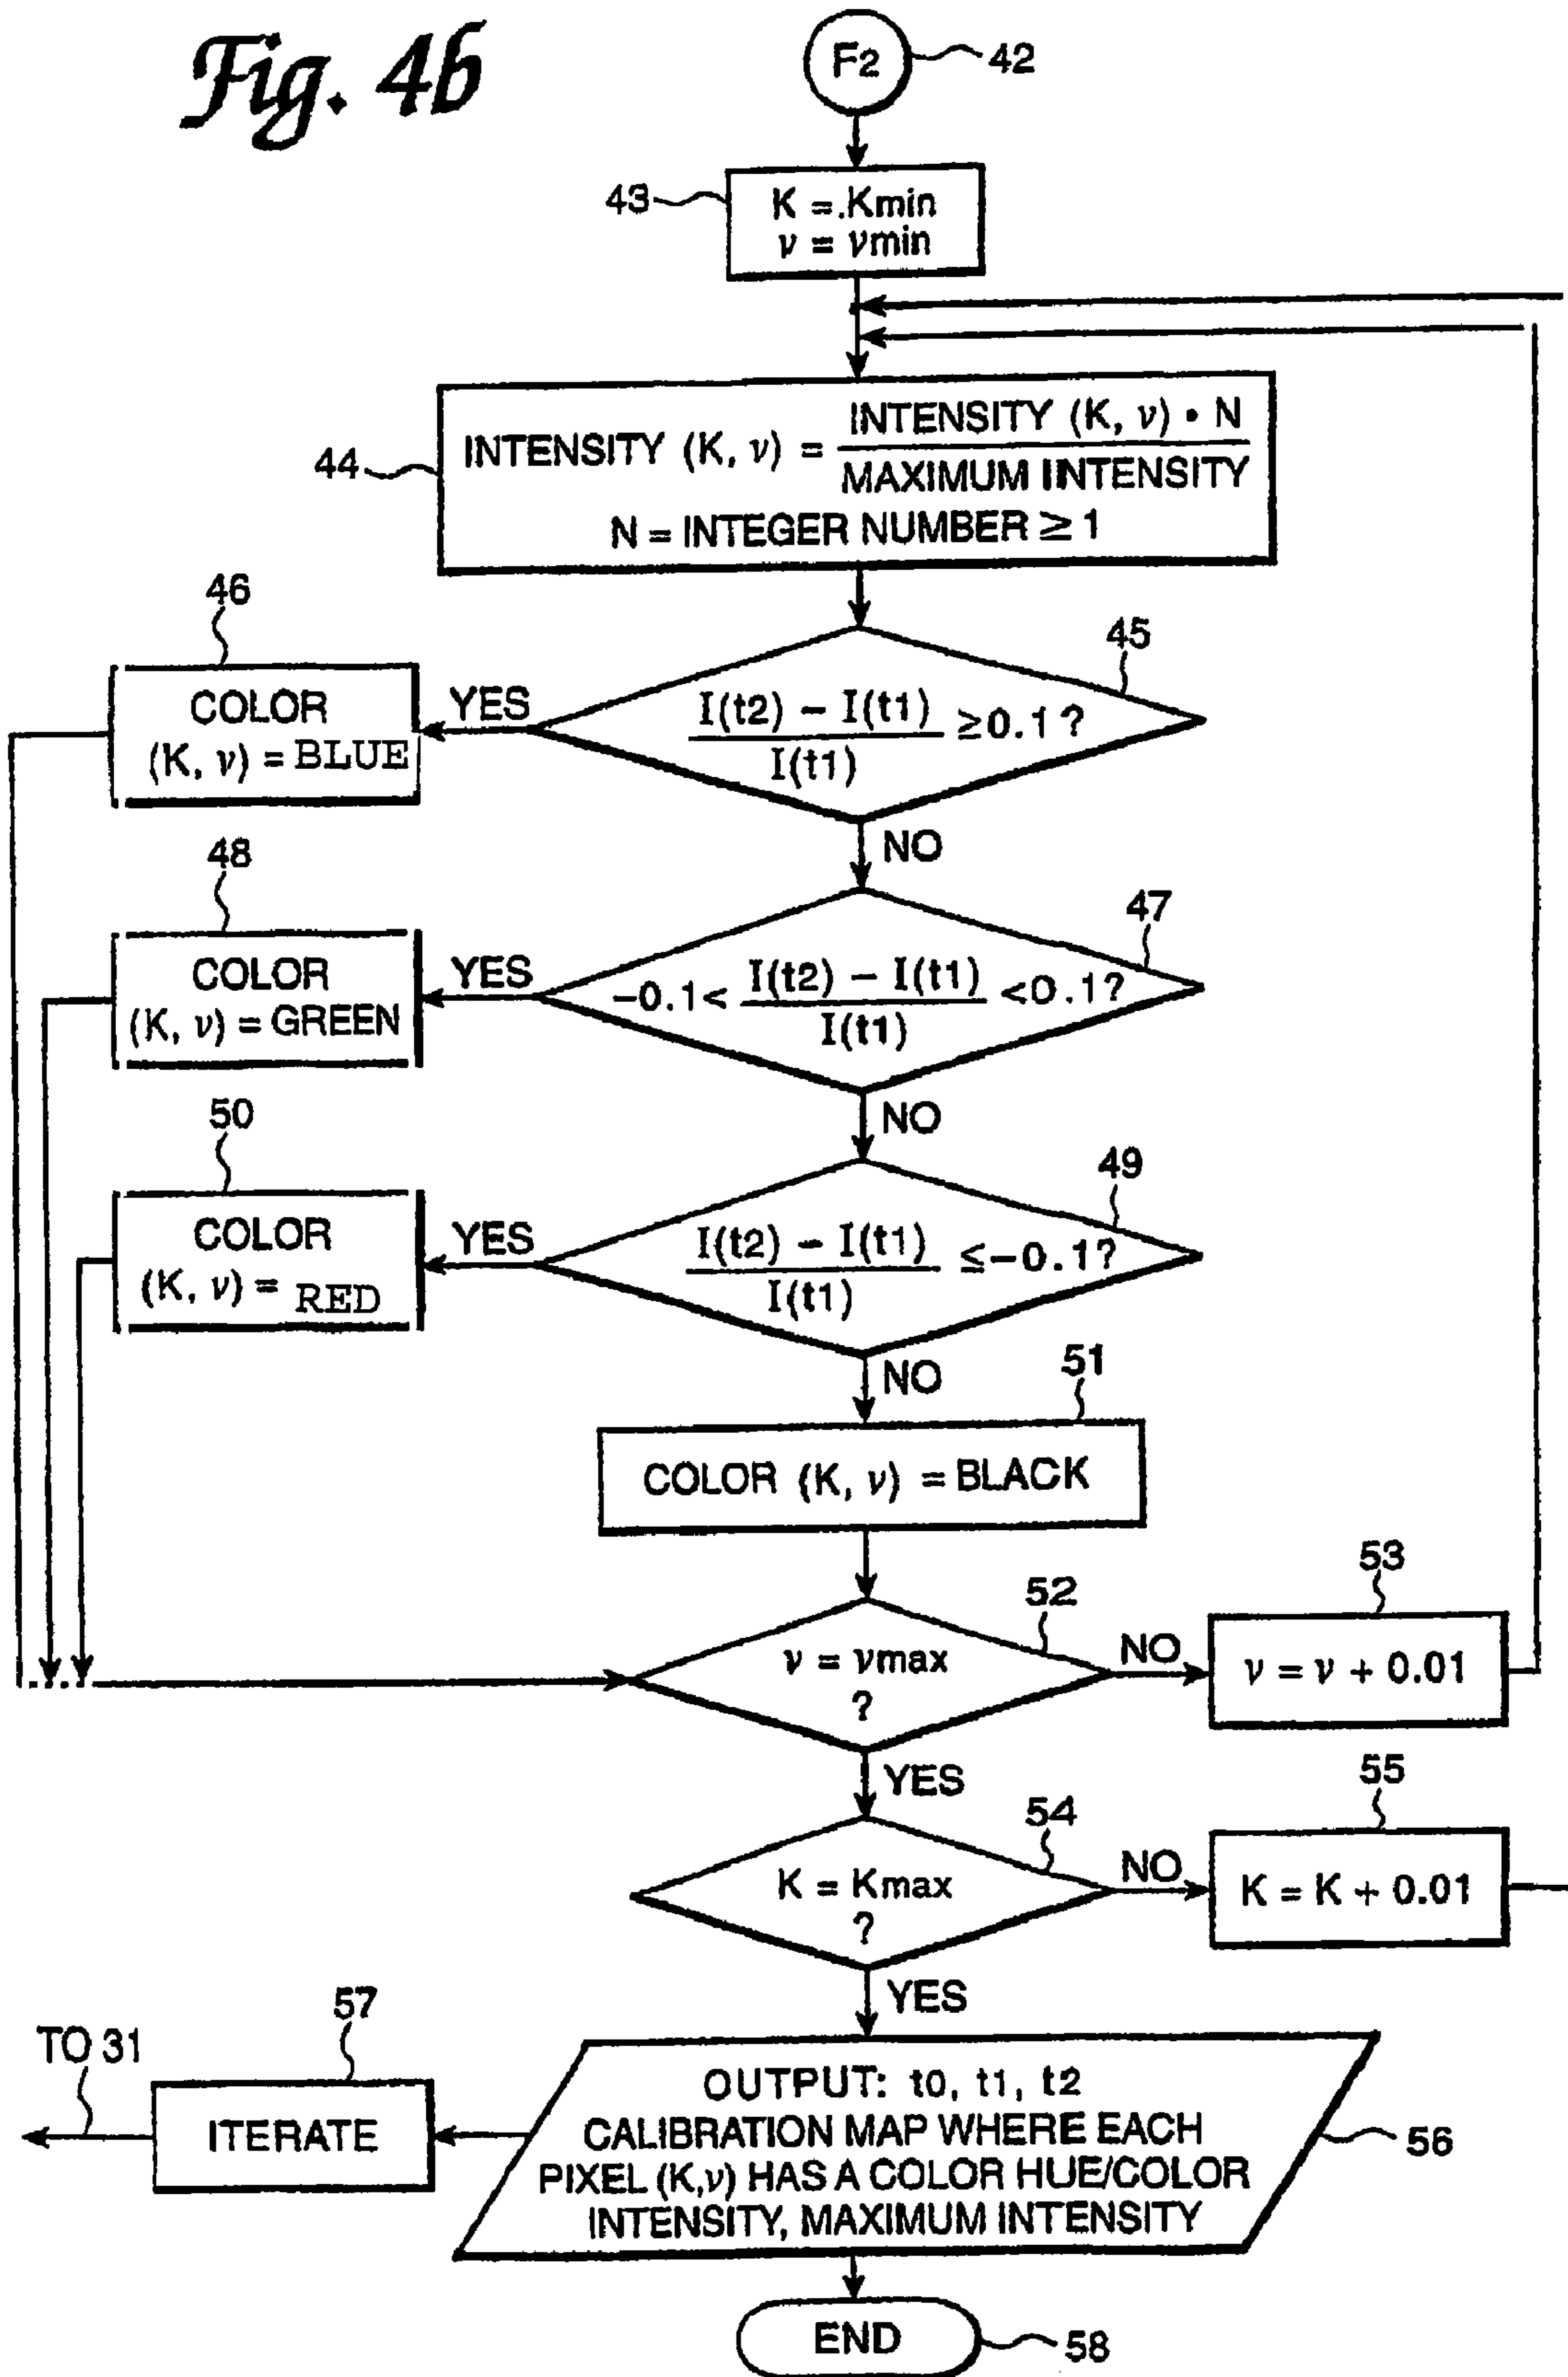 Fig. 4b
F2
42
43
K = .Kmin
ν = νmin
44
INTENSITY (K, ν) = INTENSITY (K, ν) • N
MAXIMUM INTENSITY
N = INTEGER NUMBER ≥ 1
46
45
COLOR
(K, ν) = BLUE
YES
I(t2) – I(t1)
I(t1)
≥0.1?
NO
48
47
COLOR
(K, ν) = GREEN
YES
-0.1< I(t2) – I(t1) <0.1?
I(t1)
NO
50
49
COLOR
(K, ν) = RED
YES
I(t2) – I(t1)
I(t1)
≤–0.1?
NO
51
COLOR (K, ν) = BLACK
52
53
ν = νmax
?
NO
ν = ν + 0.01
YES
54
55
K = Kmax
?
NO
K = K + 0.01
YES
57
TO 31
ITERATE
OUTPUT: t0, t1, t2
CALIBRATION MAP WHERE EACH
PIXEL (K,ν) HAS A COLOR HUE/COLOR
INTENSITY, MAXIMUM INTENSITY
56
END
58